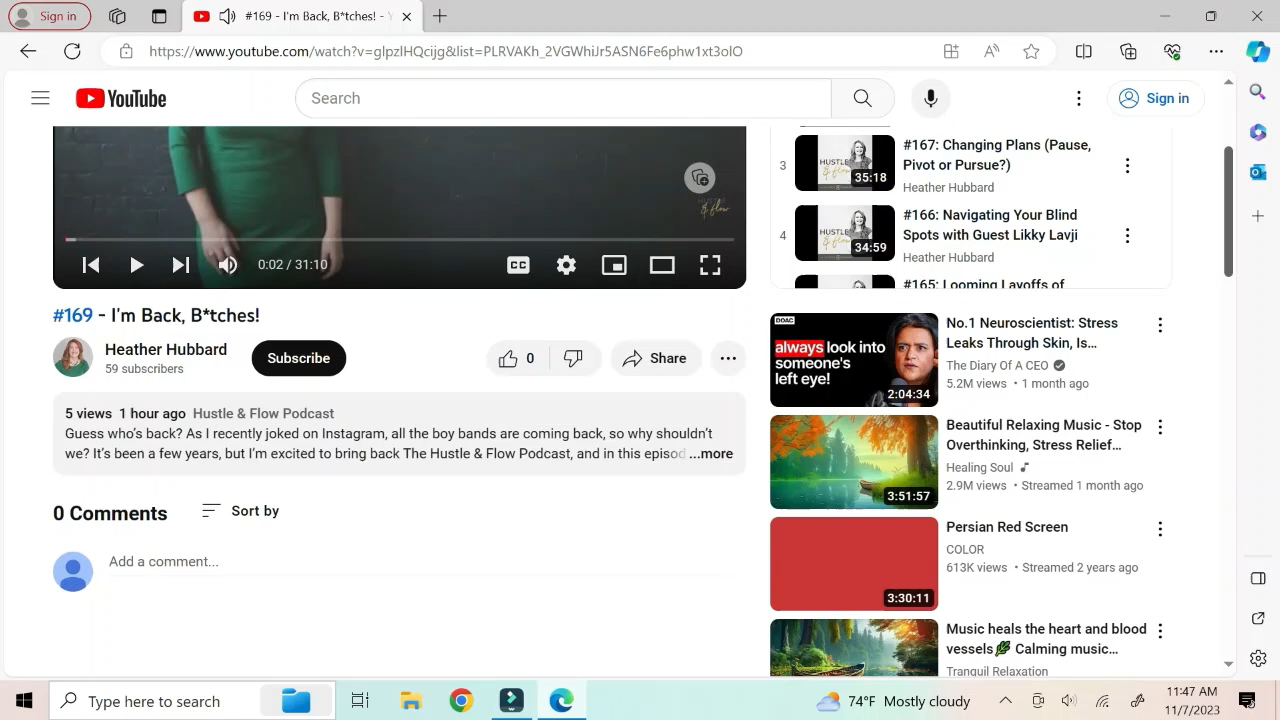 Sign in
#169 - I'm Back, B*tches! - Y
https://www.youtube.com/watch?v=glpzlHQcijg&list=PLRVAKh_2VGWhiJr5ASN6Fe6phw1xt3olO
YouTube
Search
Sign in
& flow
0:02 / 31:10
CC
#169 - I'm Back, B*tches!
Heather Hubbard
59 subscribers
Subscribe
0
Share
5 views 1 hour ago Hustle & Flow Podcast
Guess who's back? As I recently joked on Instagram, all the boy bands are coming back, so why shouldn't
we? It's been a few years, but I'm excited to bring back The Hustle & Flow Podcast, and in this episod ...more
0 Comments
Sort by
Add a comment...
3
HUSTLE
& flow
35:18
#167: Changing Plans (Pause,
Pivot or Pursue?)
Heather Hubbard
4
HUSTLE
& flow
34:59
#166: Navigating Your Blind
Spots with Guest Likky Lavji
Heather Hubbard
#165: Looming Layoffs of
DOAC
always look into
someone's
left eye!
2:04:34
No.1 Neuroscientist: Stress
Leaks Through Skin, Is...
The Diary Of A CEO
5.2M views • 1 month ago
3:51:57
Beautiful Relaxing Music - Stop
Overthinking, Stress Relief...
Healing Soul
2.9M views • Streamed 1 month ago
3:30:11
Persian Red Screen
COLOR
613K views • Streamed 2 years ago
Music heals the heart and blood
vessels🌿 Calming music...
Tranquil Relaxation
Type here to search
74°F Mostly cloudy
11:47 AM
11/7/2023